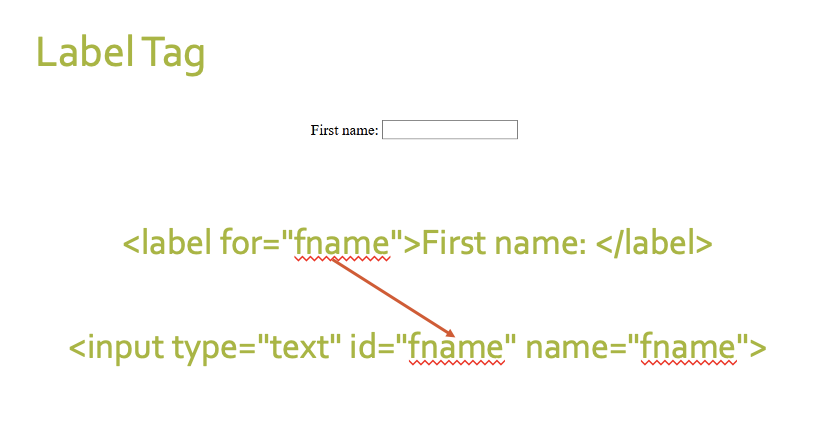 Label Tag
First name:
<label for="fname">First name: </label>
<input type="text" id="fname" name="fname">